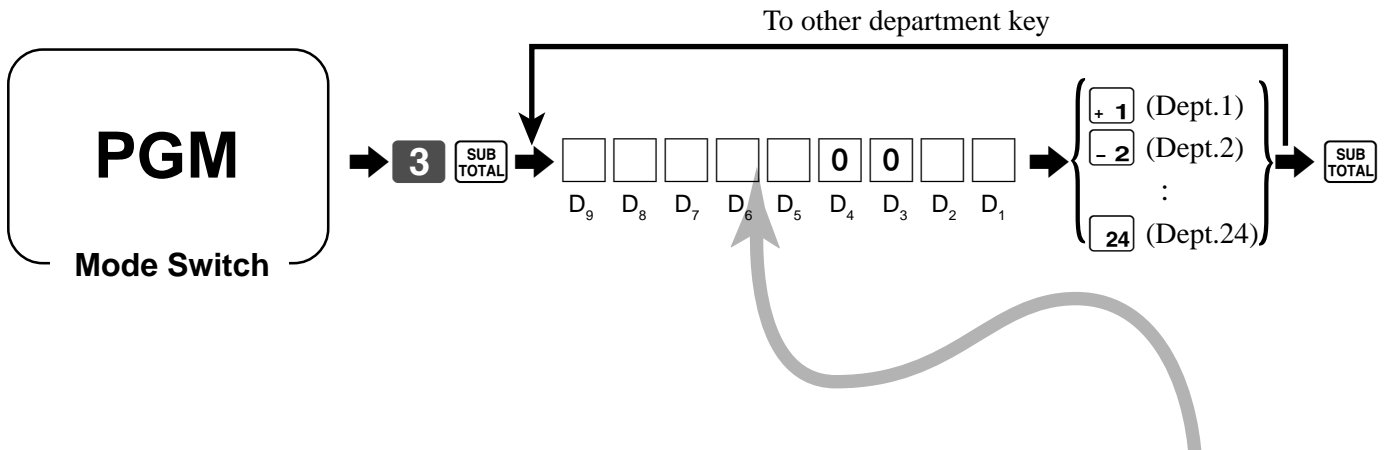 To other department key
PGM
Mode Switch
3
SUB
TOTAL
0 0
D9 D8 D7 D6 D5 D4 D3 D2 D1
+ 1 (Dept.1)
- 2 (Dept.2)
:
24 (Dept.24)
SUB
TOTAL